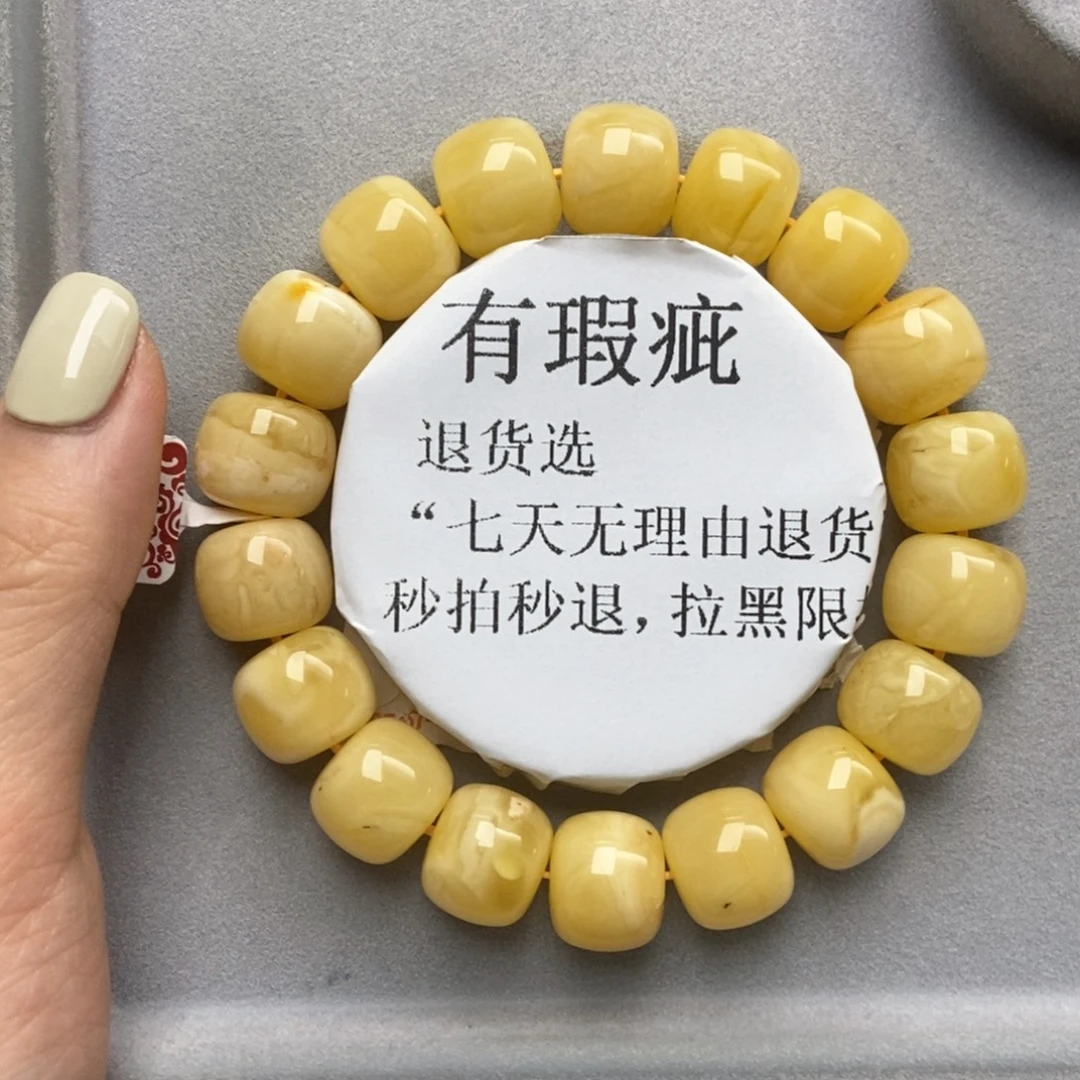 有瑕疵
退货选
“七天无理由退货
秒拍秒退，拉黑限